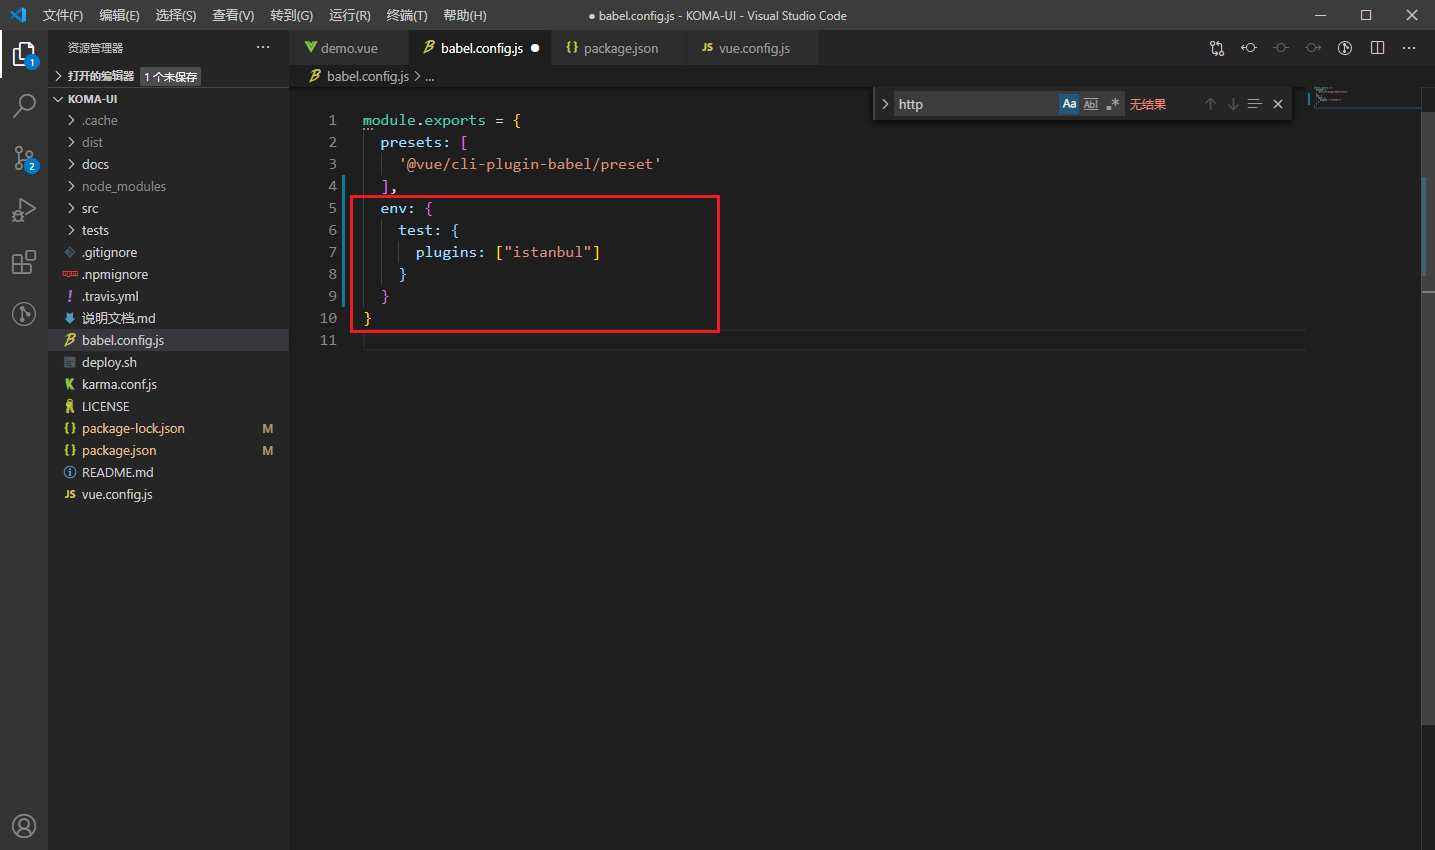 文件(F) 编辑(E) 选择(S) 查看(V) 转到(G) 运行(R) 终端(T) 帮助(H) ● babel.config.js - KOMA-UI - Visual Studio Code
资源管理器
打开的编辑器 1 个未保存
KOMA-UI
.cache
dist
docs
node_modules
src
tests
.gitignore
.npmignore
.travis.yml
说明文档.md
babel.config.js
deploy.sh
karma.conf.js
LICENSE
package-lock.json M
package.json M
README.md
vue.config.js
1
2
demo.vue babel.config.js ● package.json JS vue.config.js
babel.config.js > ...
http Aa Abl .* 无结果
1 module.exports = {
2 presets: [
3 '@vue/cli-plugin-babel/preset'
4 ],
5 env: {
6 test: {
7 plugins: ["istanbul"]
8 }
9 }
10 }
11